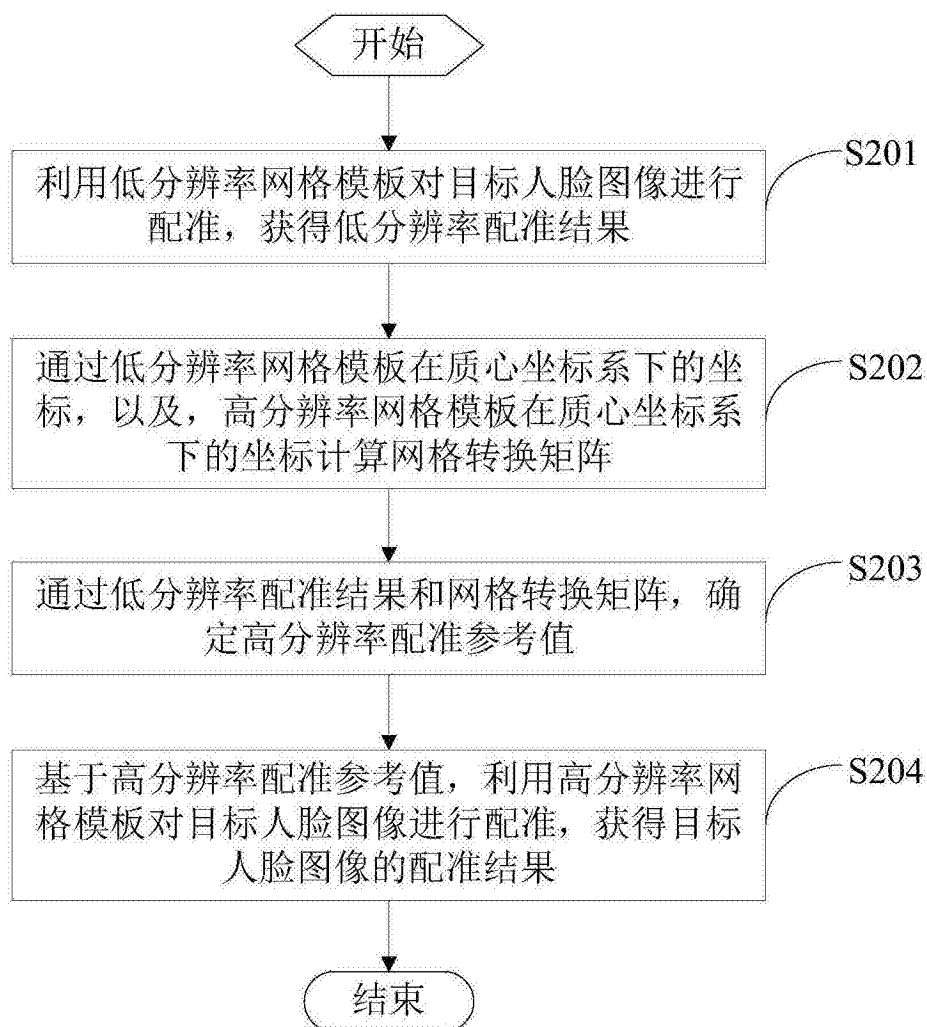 开始
利用低分辨率网格模板对目标人脸图像进行
配准，获得低分辨率配准结果
S201
通过低分辨率网格模板在质心坐标系下的坐
标，以及，高分辨率网格模板在质心坐标系
下的坐标计算网格转换矩阵
S202
通过低分辨率配准结果和网格转换矩阵，确
定高分辨率配准参考值
S203
基于高分辨率配准参考值，利用高分辨率网
格模板对目标人脸图像进行配准，获得目标
人脸图像的配准结果
S204
结束